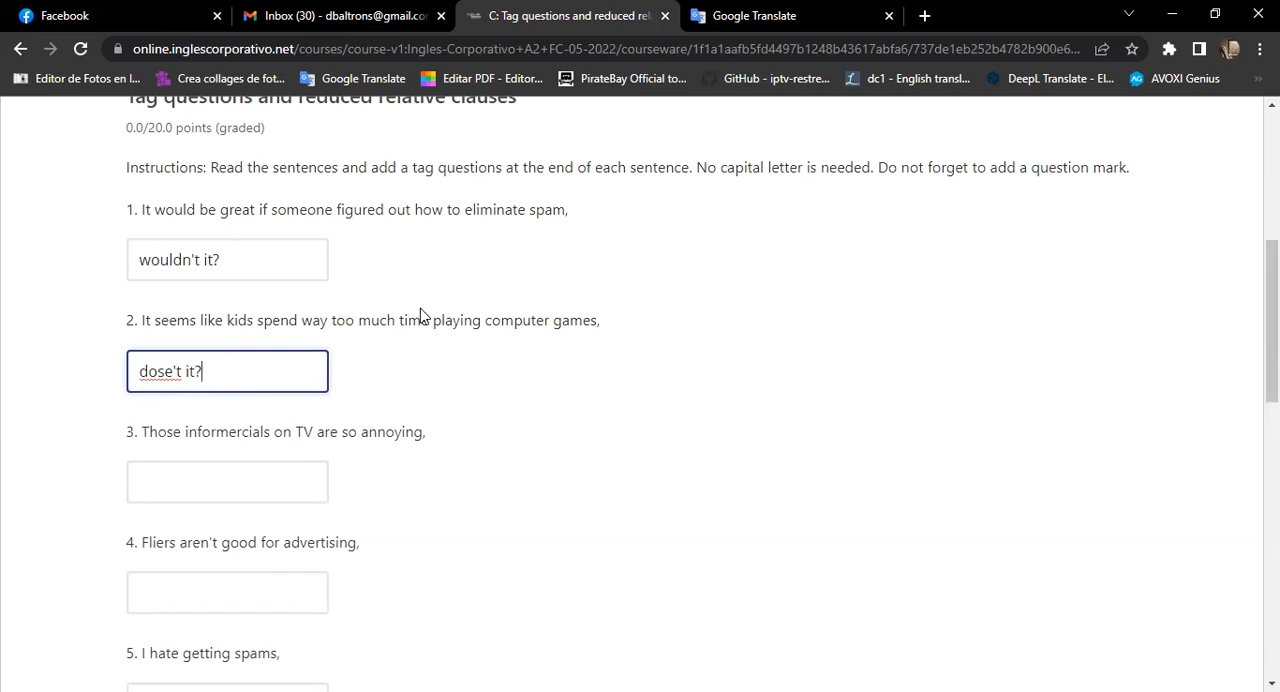 Facebook
Inbox (30) - dbaltrons@gmail.co
C: Tag questions and reduced rel
Google Translate
online.inglescorporativo.net/courses/course-v1:Ingles-Corporativo+A2+FC-05-2022/courseware/1f1a1aafb5fd4497b1248b43617abfa6/737de1eb252b4782b900e6...
Editor de Fotos en l...
Crea collages de fot...
Google Translate
Editar PDF - Editor...
PirateBay Official to...
GitHub - iptv-restre...
dc1 - English transl...
DeepL Translate - El...
AVOXI Genius
Tag questions and reduced relative clauses
0.0/20.0 points (graded)
Instructions: Read the sentences and add a tag questions at the end of each sentence. No capital letter is needed. Do not forget to add a question mark.
1. It would be great if someone figured out how to eliminate spam,
wouldn't it?
2. It seems like kids spend way too much time playing computer games,
dose't it?
3. Those informercials on TV are so annoying,
4. Fliers aren't good for advertising,
5. I hate getting spams,